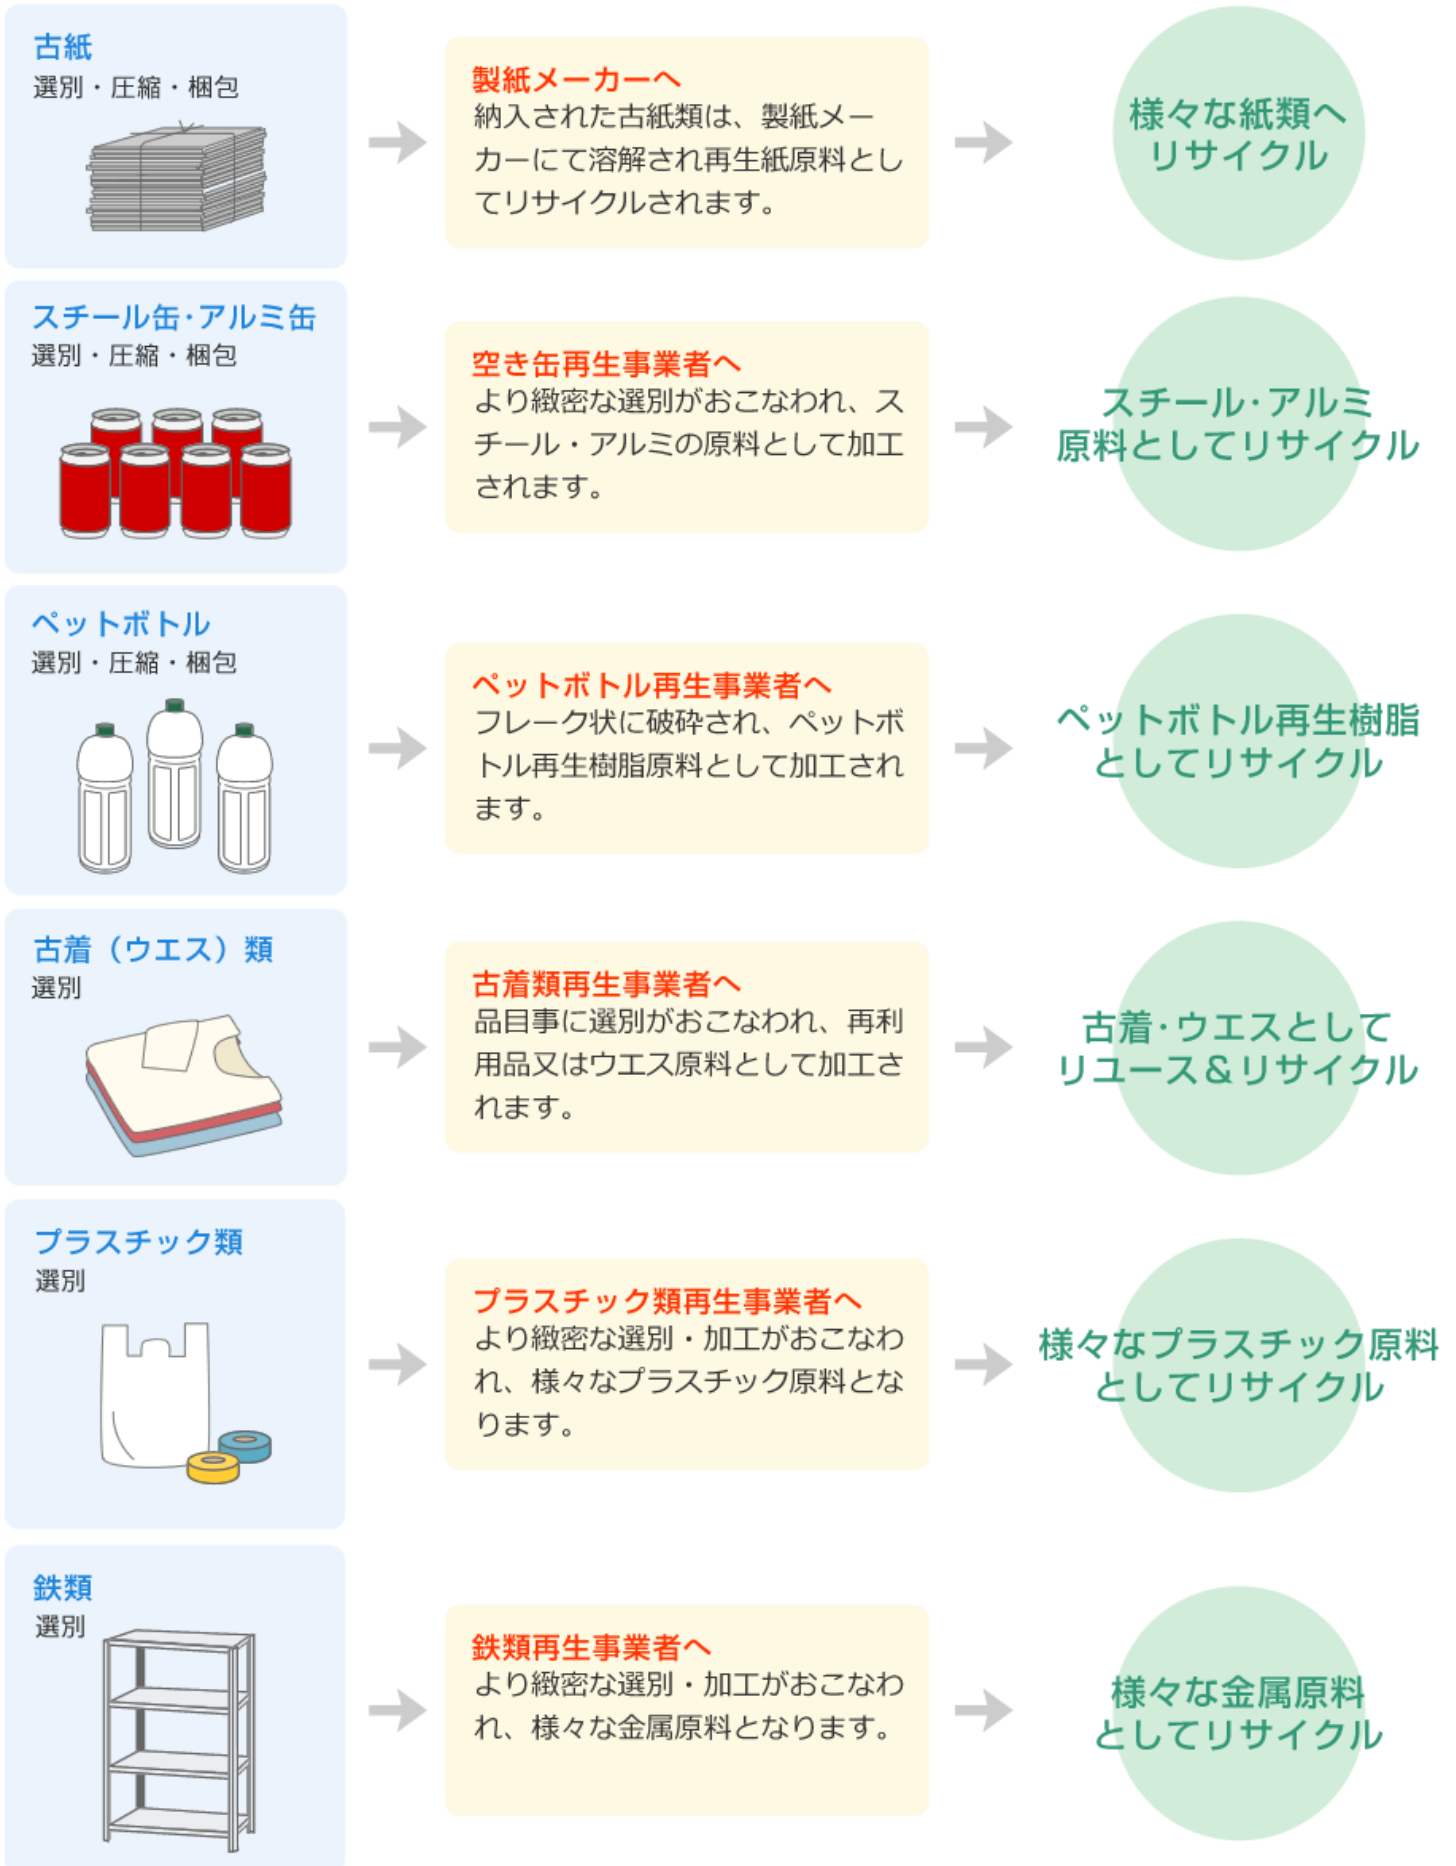 古紙
選別・圧縮・梱包
製紙メーカーへ
納入された古紙類は、製紙メー
カーにて溶解され再生紙原料とし
てリサイクルされます。
様々な紙類へ
リサイクル
スチール缶・アルミ缶
選別・圧縮・梱包
空き缶再生事業者へ
より緻密な選別がおこなわれ、ス
チール・アルミの原料として加工
されます。
スチール・アルミ
原料としてリサイクル
ペットボトル
選別・圧縮・梱包
ペットボトル再生事業者へ
フレーク状に破砕され、ペットボ
トル再生樹脂原料として加工され
ます。
ペットボトル再生樹脂
としてリサイクル
古着（ウエス）類
選別
古着類再生事業者へ
品目事に選別がおこなわれ、再利
用品又はウエス原料として加工さ
れます。
古着・ウエスとして
リユース＆リサイクル
プラスチック類
選別
プラスチック類再生事業者へ
より緻密な選別・加工がおこなわ
れ、様々なプラスチック原料とな
ります。
様々なプラスチック原料
としてリサイクル
鉄類
選別
鉄類再生事業者へ
より緻密な選別・加工がおこなわ
れ、様々な金属原料となります。
様々な金属原料
としてリサイクル